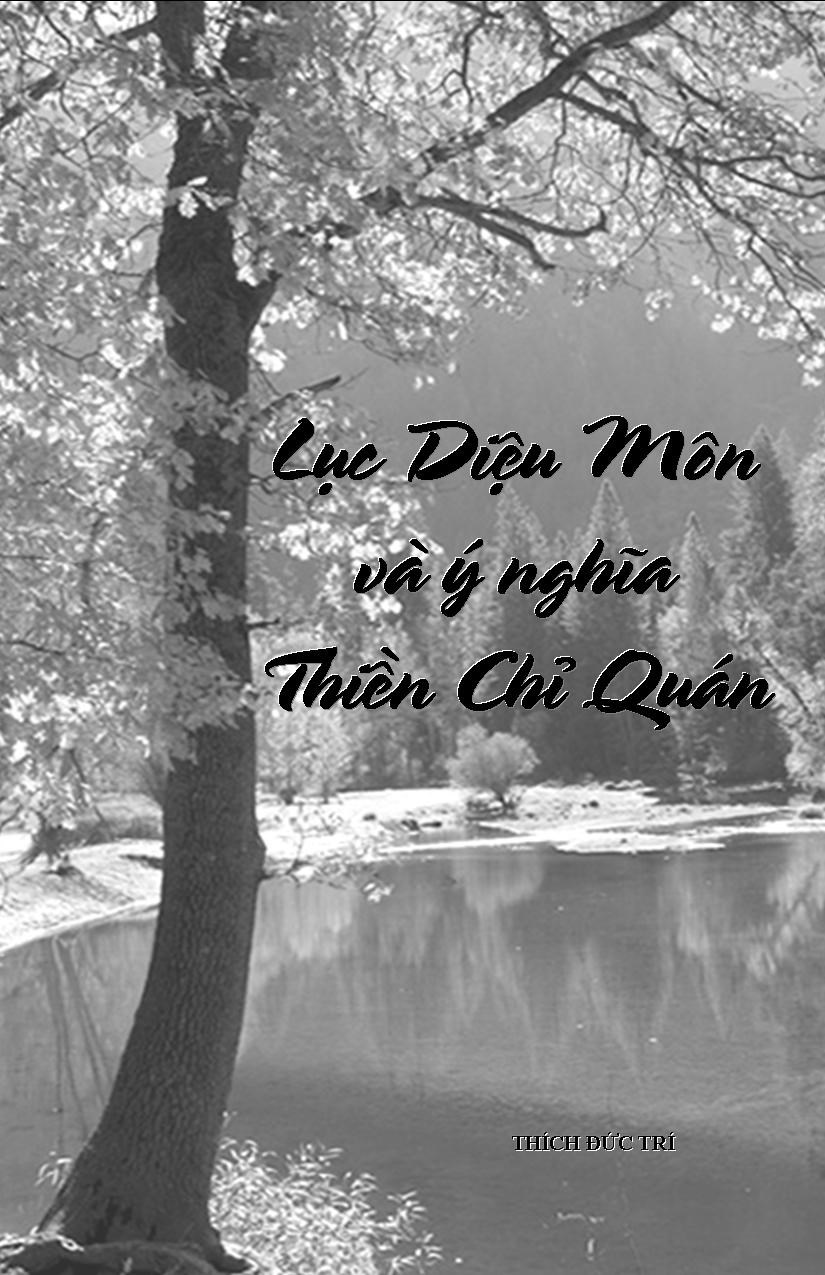 Lục Diệu Môn
và ý nghĩa
Thiền Chỉ Quán
THÍCH ĐỨC TRÍ